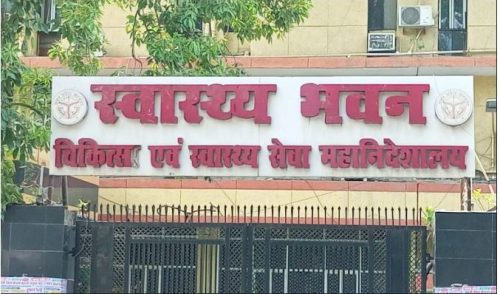 स्वास्थ्य भवन
चिकित्स एवं स्वास्थ्य सेवा महानिदेशालय